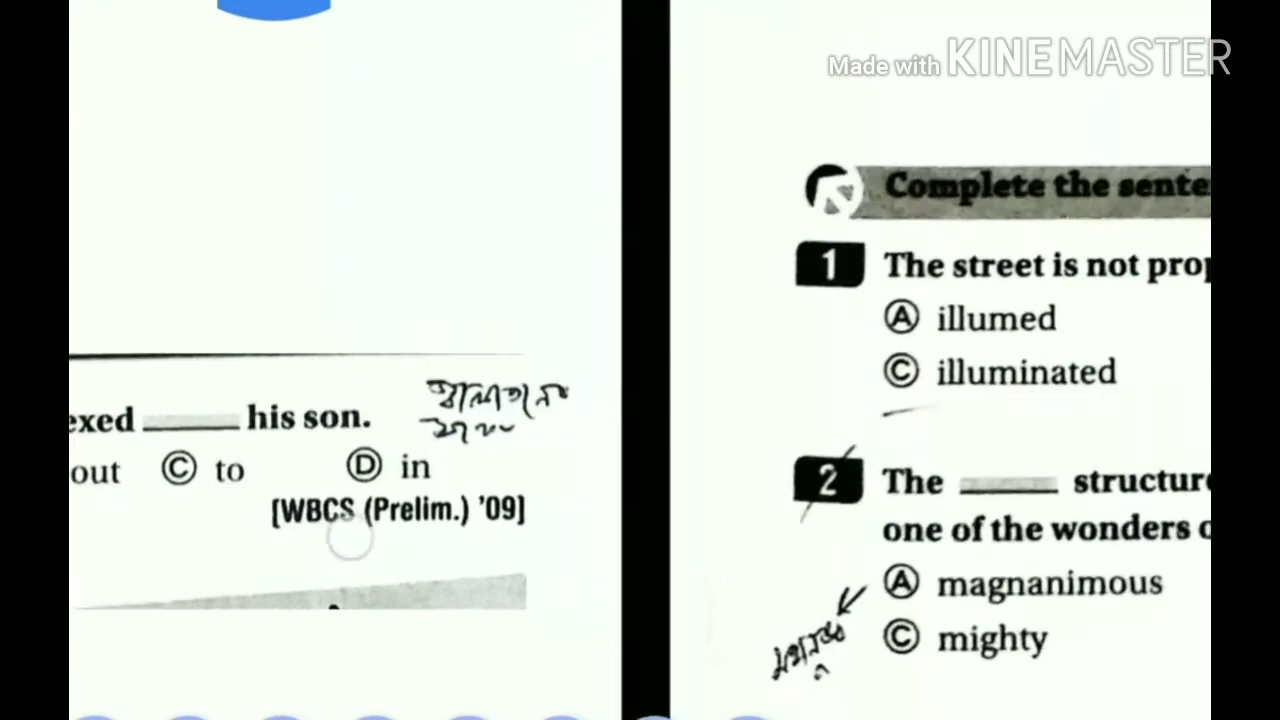 Made with KINEMASTER
exed ____ his son.
out Ⓒ to Ⓓ in
[WBCS (Prelim.) '09]
Complete the sente
1 The street is not prop
Ⓐ illumed
Ⓒ illuminated
2 The ____ structure
one of the wonders o
Ⓐ magnanimous
Ⓒ mighty